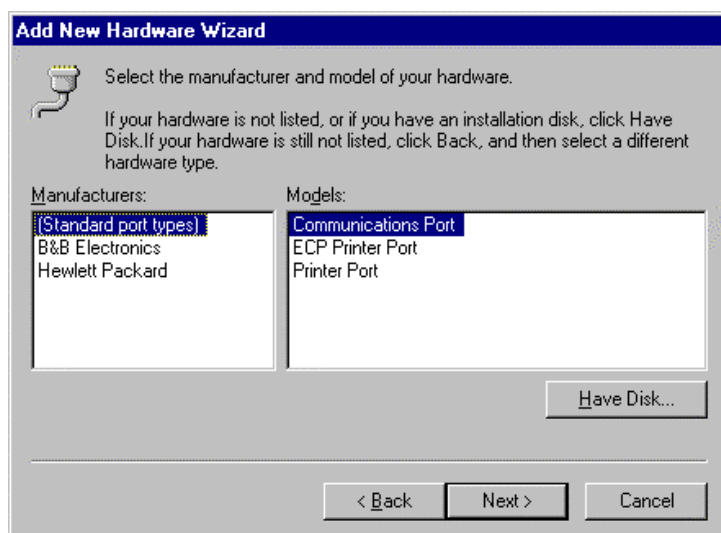 Add New Hardware Wizard
Select the manufacturer and model of your hardware.
If your hardware is not listed, or if you have an installation disk, click Have
Disk.If your hardware is still not listed, click Back, and then select a different
hardware type.
Manufacturers:
(Standard port types)
B&B Electronics
Hewlett Packard
Models:
Communications Port
ECP Printer Port
Printer Port
Have Disk...
< Back
Next >
Cancel